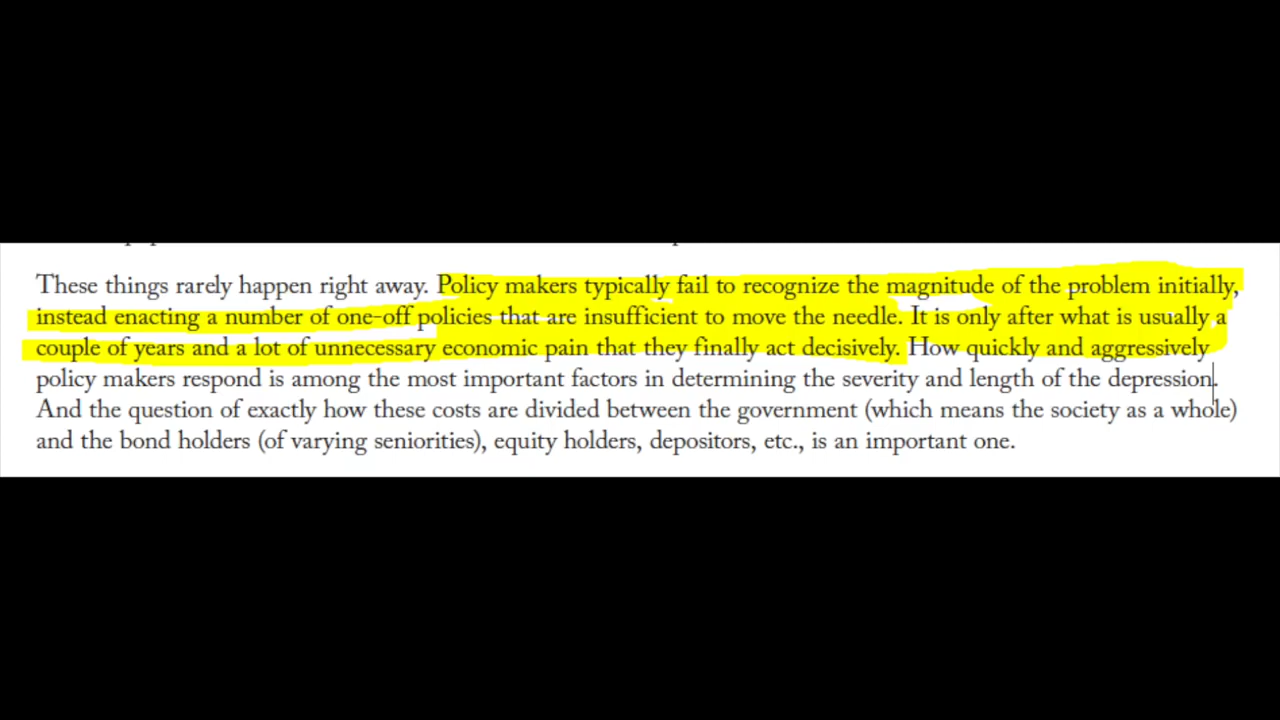 These things rarely happen right away. Policy makers typically fail to recognize the magnitude of the problem initially,
instead enacting a number of one-off policies that are insufficient to move the needle. It is only after what is usually a
couple of years and a lot of unnecessary economic pain that they finally act decisively. How quickly and aggressively
policy makers respond is among the most important factors in determining the severity and length of the depression.
And the question of exactly how these costs are divided between the government (which means the society as a whole)
and the bond holders (of varying seniorities), equity holders, depositors, etc., is an important one.